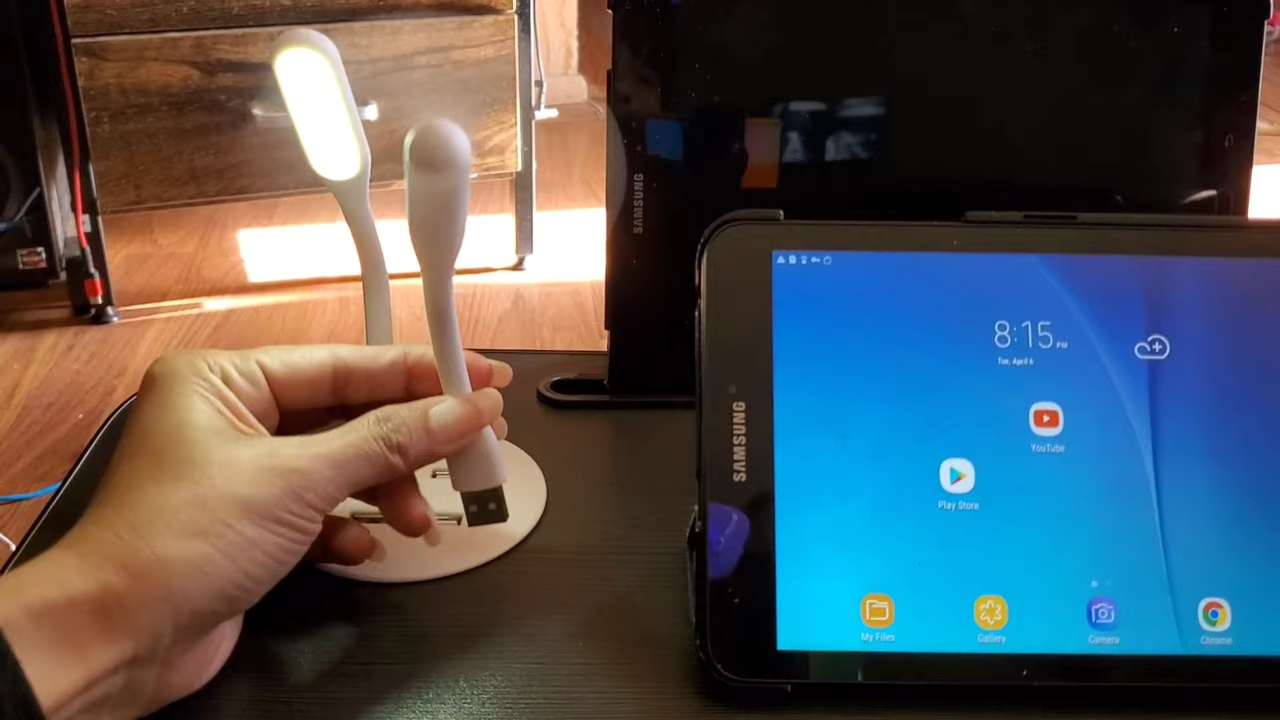 SAMSUNG
SAMSUNG
8:15 PM
Tue, April 6
YouTube
Play Store
My Files
Gallery
Camera
Chrome